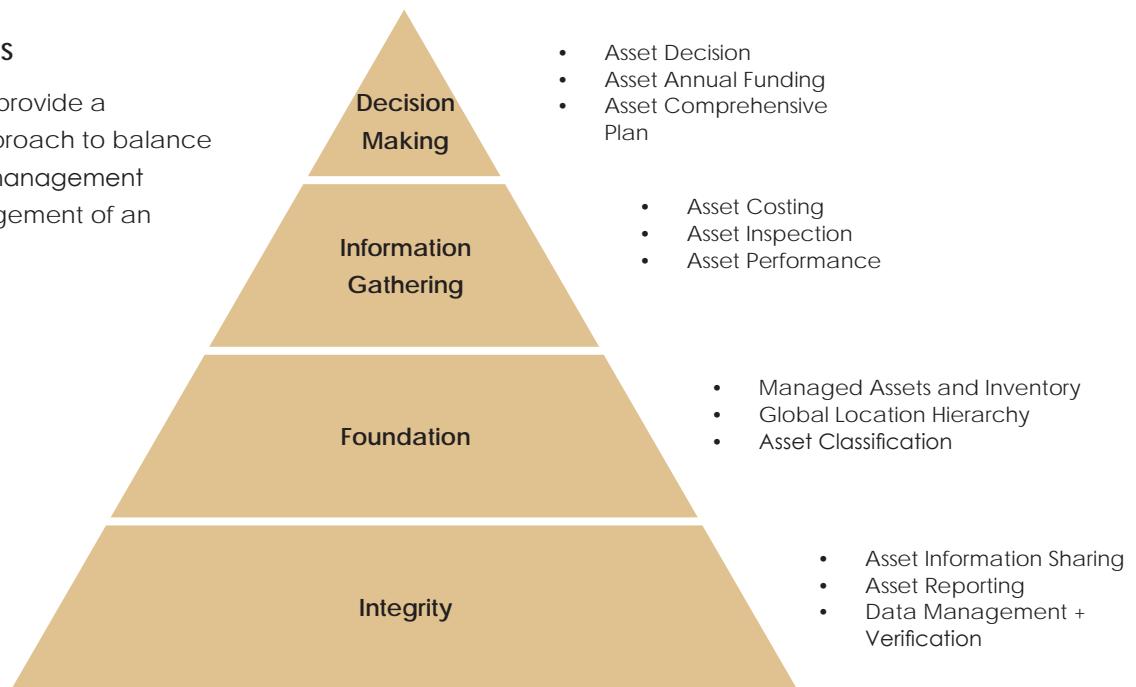 s
provide a
proach to balance
management
gement of an
Decision
Making
• Asset Decision
• Asset Annual Funding
• Asset Comprehensive
Plan
Information
Gathering
• Asset Costing
• Asset Inspection
• Asset Performance
Foundation
• Managed Assets and Inventory
• Global Location Hierarchy
• Asset Classification
Integrity
• Asset Information Sharing
• Asset Reporting
• Data Management +
Verification